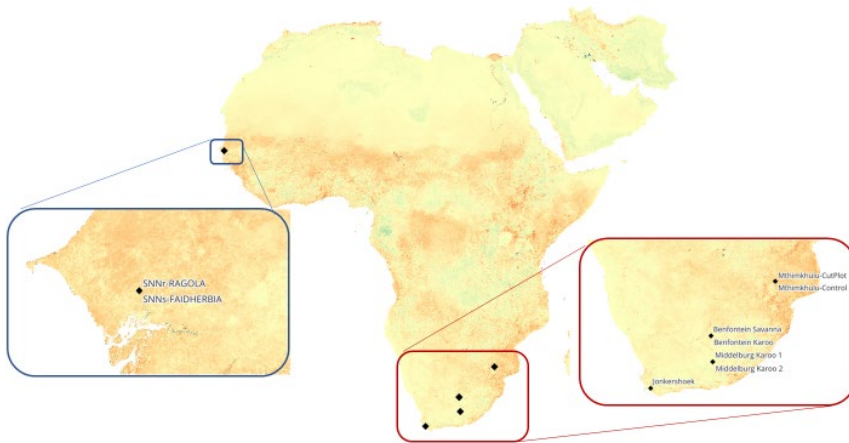 SNNr-RAGOLA
SNNs-FAIDHERBIA
Mthimkhulu-CutPlot
Mthimkhulu-Control
Benfontein Savanna
Benfontein Karoo
Middelburg Karoo 1
Middelburg Karoo 2
Jonkershoek